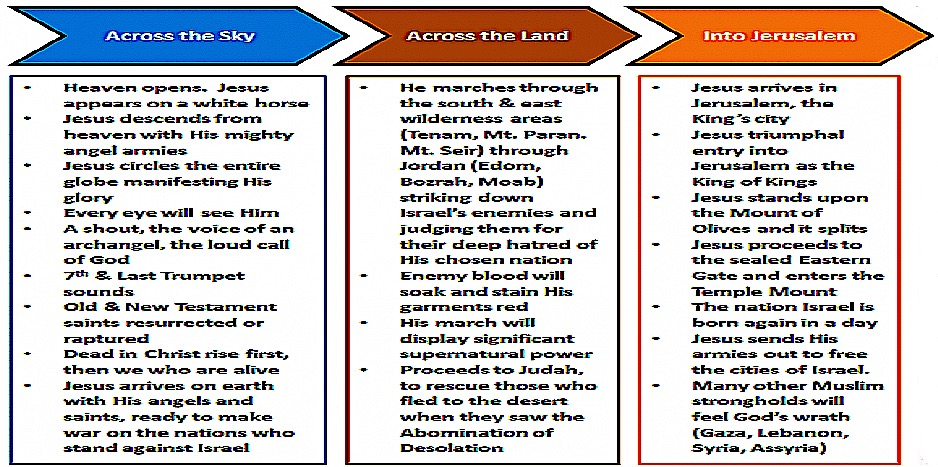 Across the Sky
Across the Land
Into Jerusalem
• Heaven opens. Jesus
appears on a white horse
• Jesus descends from
heaven with His mighty
angel armies
• Jesus circles the entire
globe manifesting His
glory
• Every eye will see Him
• A shout, the voice of an
archangel, the loud call
of God
• 7th & Last Trumpet
sounds
• Old & New Testament
saints resurrected or
raptured
• Dead in Christ rise first,
then we who are alive
• Jesus arrives on earth
with His angels and
saints, ready to make
war on the nations who
stand against Israel
• He marches through
the south & east
wilderness areas
(Tenam, Mt. Paran.
Mt. Seir) through
Jordan (Edom,
Bozrah, Moab)
striking down
Israel's enemies and
judging them for
their deep hatred of
His chosen nation
• Enemy blood will
soak and stain His
garments red
• His march will
display significant
supernatural power
• Proceeds to Judah,
to rescue those who
fled to the desert
when they saw the
Abomination of
Desolation
• Jesus arrives in
Jerusalem, the
King's city
• Jesus triumphal
entry into
Jerusalem as the
King of Kings
• Jesus stands upon
the Mount of
Olives and it splits
• Jesus proceeds to
the sealed Eastern
Gate and enters the
Temple Mount
• The nation Israel is
born again in a day
• Jesus sends His
armies out to free
the cities of Israel.
• Many other Muslim
strongholds will
feel God's wrath
(Gaza, Lebanon,
Syria, Assyria)